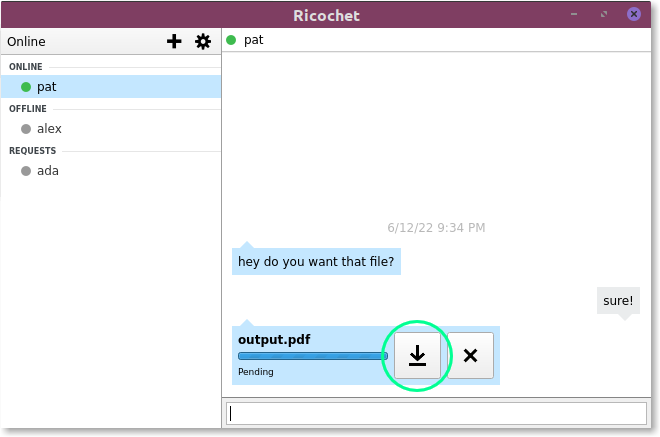 Ricochet
Online
ONLINE
pat
OFFLINE
alex
REQUESTS
ada
pat
6/12/22 9:34 PM
hey do you want that file?
sure!
output.pdf
Pending